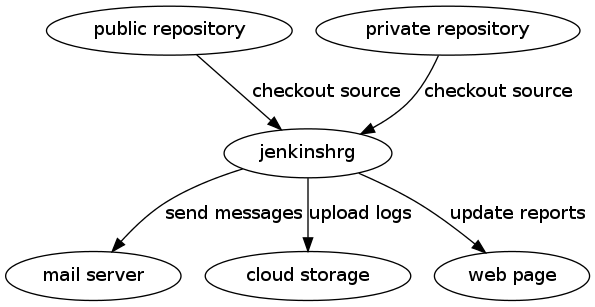 public repository
private repository
checkout source
checkout source
jenkinshrg
send messages
upload logs
update reports
mail server
cloud storage
web page